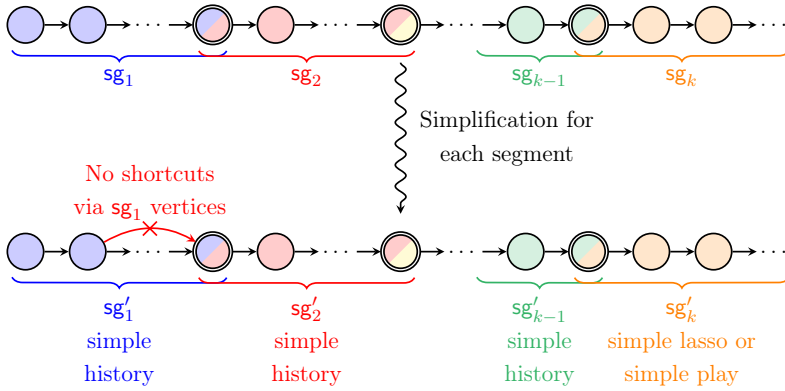 sg₁ sg₂ sgₖ₋₁ sgₖ
Simplification for
each segment
No shortcuts
via sg₁ vertices
sg′₁ sg′₂ sg′ₖ₋₁ sg′ₖ
simple simple simple simple lasso or
history history history simple play